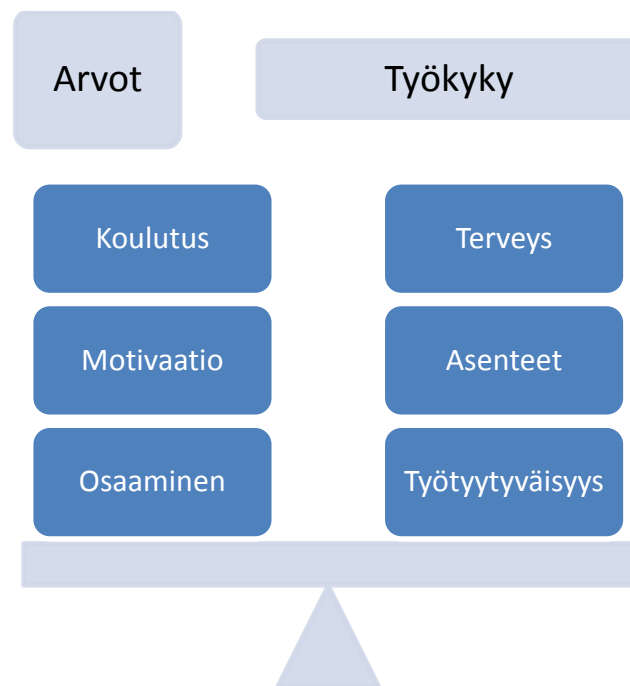 Arvot
Työkyky
Koulutus
Terveys
Motivaatio
Asenteet
Osaaminen
Työtyytyväisyys